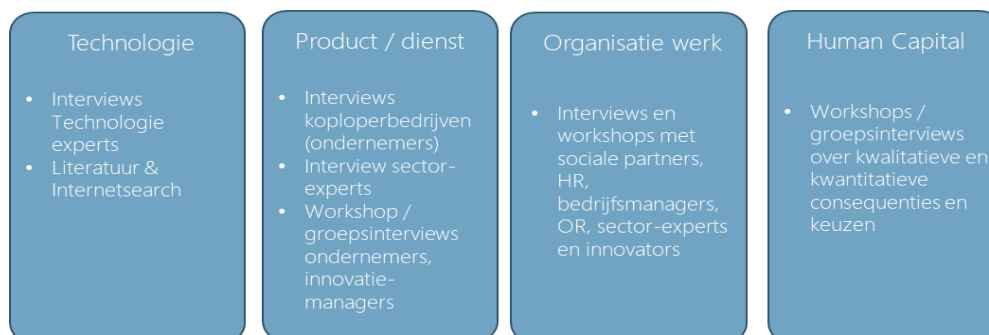 Technologie
• Interviews
Technologie
experts
• Literatuur &
Internetsearch
Product / dienst
• Interviews
koploperbedrijven
(ondernemers)
• Interview sector-
experts
• Workshop /
groepsinterviews
ondernemers,
innovatie-
managers
Organisatie werk
• Interviews en
workshops met
sociale partners,
HR,
bedrijfsmanagers,
OR, sector-experts
en innovators
Human Capital
• Workshops /
groepsinterviews
over kwalitatieve en
kwantitatieve
consequenties en
keuzen